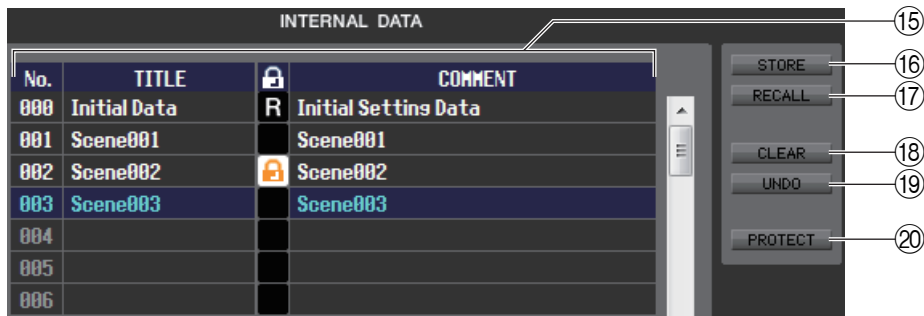 INTERNAL DATA
⑮
No. TITLE COMMENT
000 Initial Data R Initial Setting Data
001 Scene001 Scene001
002 Scene002 Scene002
003 Scene003 Scene003
004
005
006
STORE ⑯
RECALL ⑰
CLEAR ⑱
UNDO ⑲
PROTECT ⑳